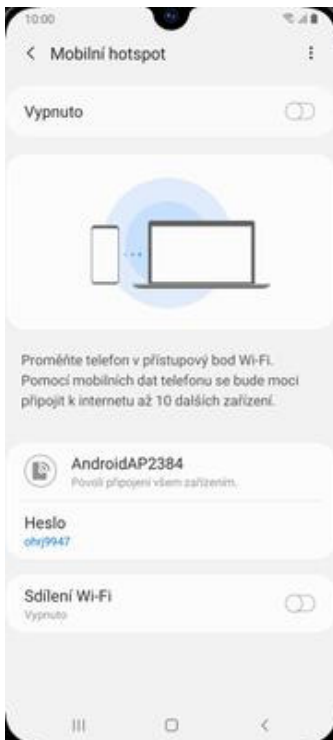 10:00
Mobilní hotspot
Vypnuto
Proměňte telefon v přístupový bod Wi-Fi.
Pomocí mobilních dat telefonu se bude moci
připojit k internetu až 10 dalších zařízení.
AndroidAP2384
Povolí připojení všem zařízením.
Heslo
ohrj9947
Sdílení Wi-Fi
Vypnuto